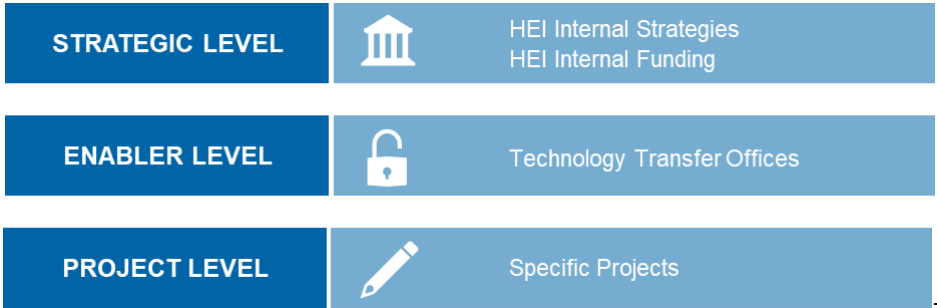 STRATEGIC LEVEL
HEI Internal Strategies
HEI Internal Funding
ENABLER LEVEL
Technology Transfer Offices
PROJECT LEVEL
Specific Projects
.